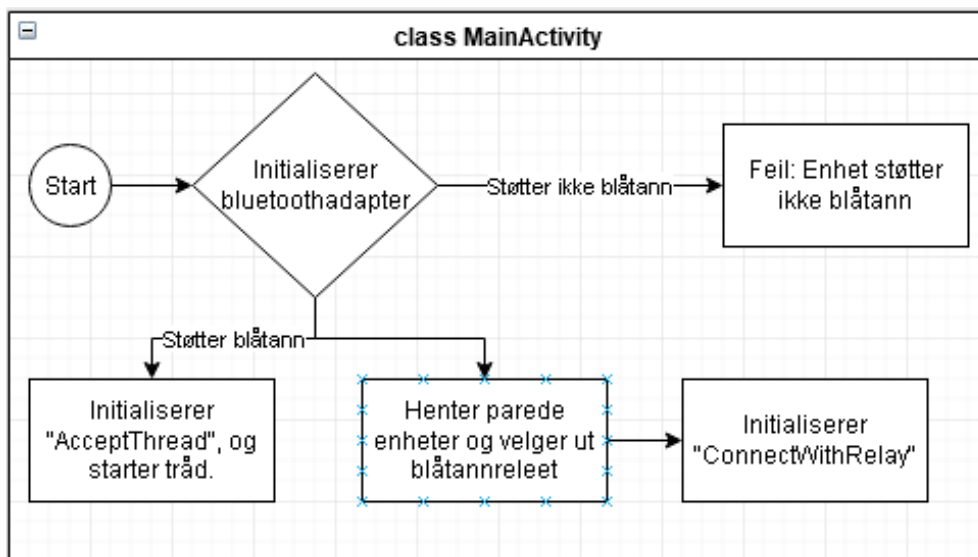 class MainActivity
Start
Initialiserer
bluetoothadapter
Støtter ikke blåtann
Feil: Enhet støtter
ikke blåtann
Støtter blåtann
Initialiserer
"AcceptThread", og
starter tråd.
Henter parede
enheter og velger ut
blåtannreleet
Initialiserer
"ConnectWithRelay"